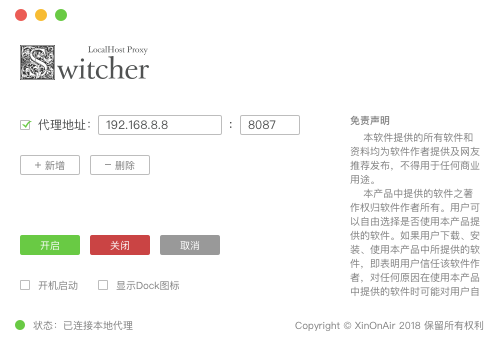 LocalHost Proxy
Switcher
代理地址: 192.168.8.8 : 8087
+ 新增 − 删除
开启 关闭 取消
开机启动 显示Dock图标
状态：已连接本地代理
免责声明
本软件提供的所有软件和
资料均为软件作者提供及网友
推荐发布，不得用于任何商业
用途。
本产品中提供的软件之著
作权归软件作者所有。用户可
以自由选择是否使用本产品提
供的软件。如果用户下载、安
装、使用本产品中所提供的软
件，即表明用户信任该软件作
者，对任何原因在使用本产品
中提供的软件时可能对用户自
Copyright © XinOnAir 2018 保留所有权利